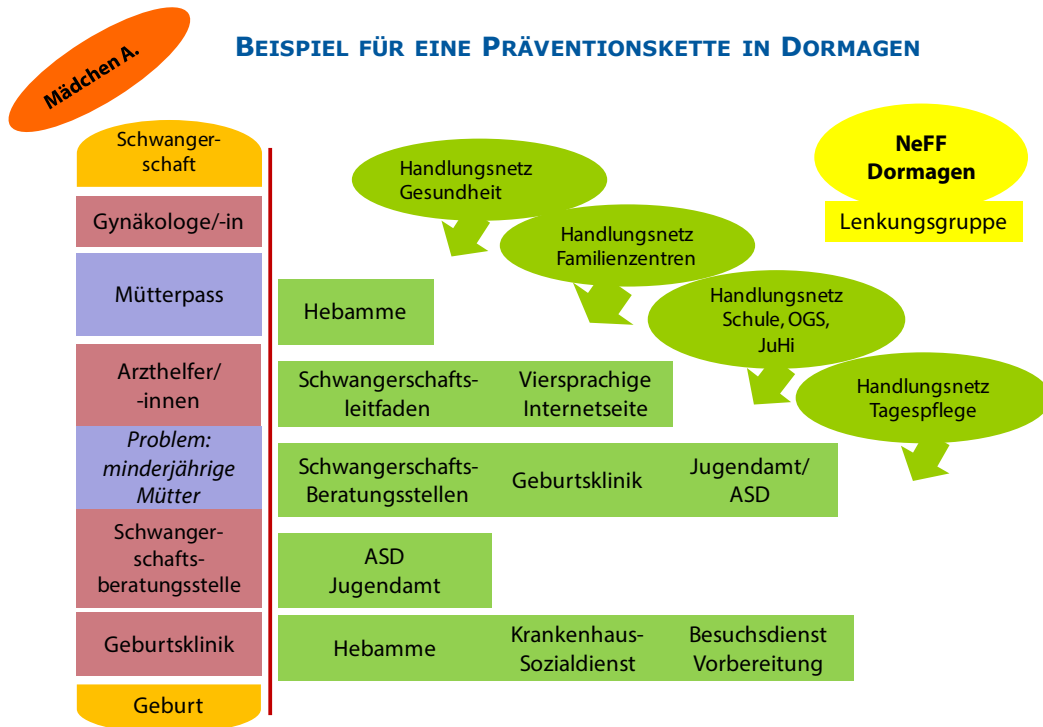 BEISPIEL FÜR EINE PRÄVENTIONSKETTE IN DORMAGEN
Mädchen A.
Schwanger-
schaft
Gynäkologe/-in
Mütterpass
Arzthelfer/
-innen
Problem:
minderjährige
Mütter
Schwanger-
schafts-
beratungsstelle
Geburtsklinik
Geburt
Hebamme
Schwangerschafts-
leitfaden
Viersprachige
Internetseite
Schwangerschafts-
Beratungsstellen
Geburtsklinik
Jugendamt/
ASD
ASD
Jugendamt
Hebamme
Krankenhaus-
Sozialdienst
Besuchsdienst
Vorbereitung
Handlungsnetz
Gesundheit
Handlungsnetz
Familienzentren
Handlungsnetz
Schule, OGS,
JuHi
Handlungsnetz
Tagespflege
NeFF
Dormagen
Lenkungsgruppe